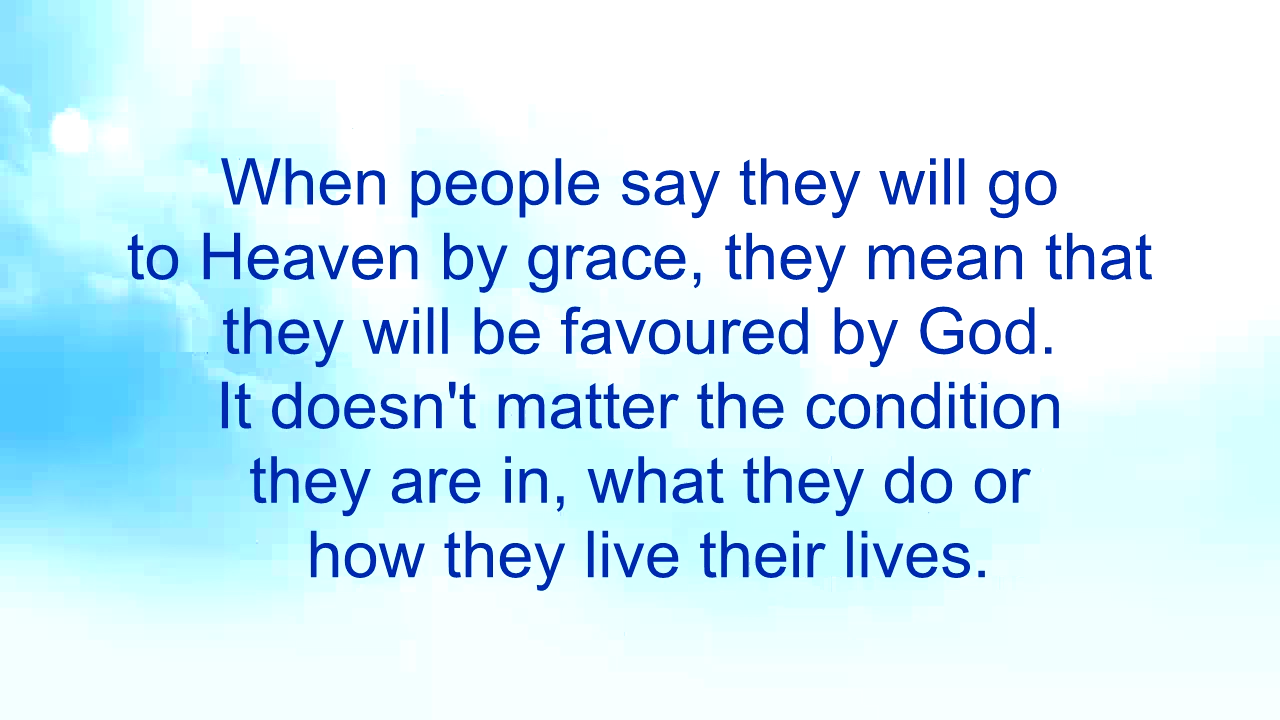 When people say they will go
to Heaven by grace, they mean that
they will be favoured by God.
It doesn't matter the condition
they are in, what they do or
how they live their lives.